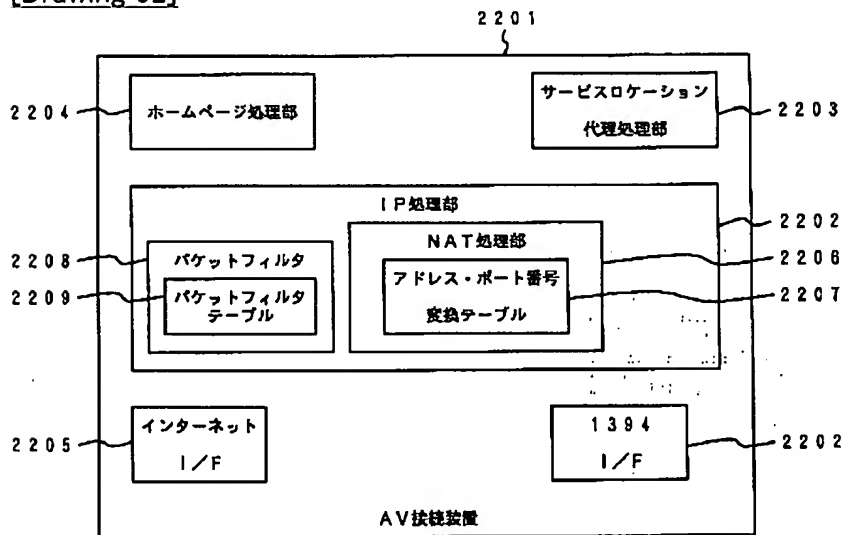 2201
2204
ホームページ処理部
サービスロケーション
代理処理部
2203
IP処理部
2202
NAT処理部
2208
パケットフィルタ
2206
2209
パケットフィルタ
テーブル
アドレス・ポート番号
変換テーブル
2207
2205
インターネット
I/F
1394
I/F
2202
AV接続装置